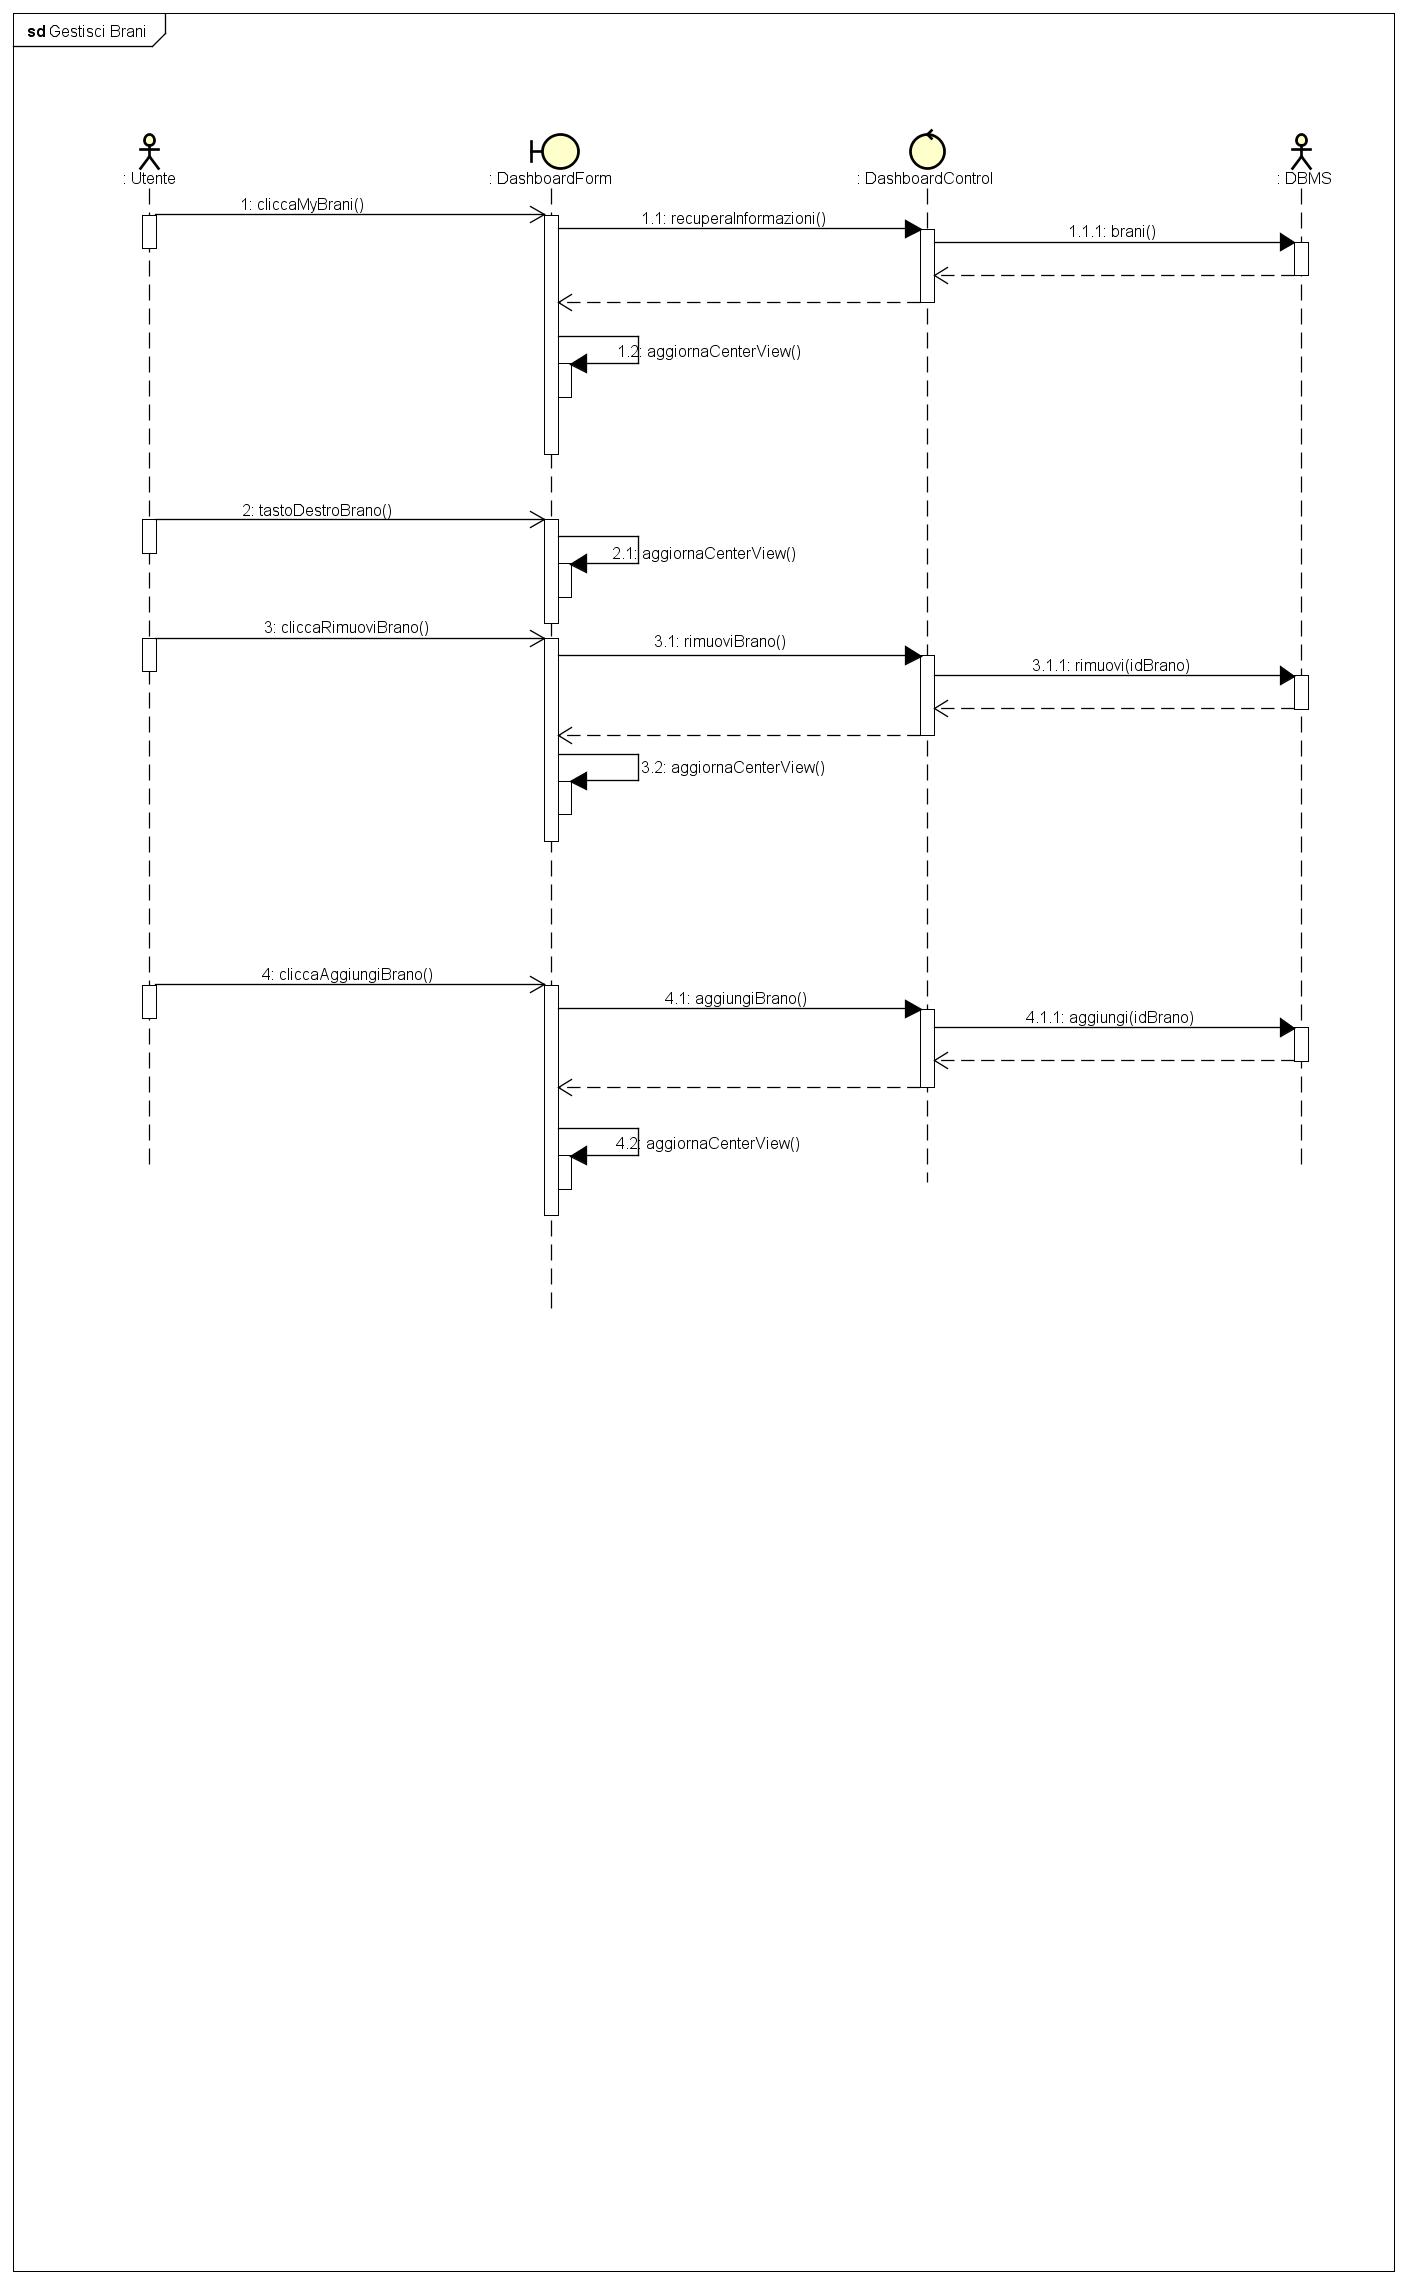 sd Gestisci Brani
: Utente
: DashboardForm
: DashboardControl
: DBMS
1: cliccaMyBrani()
1.1: recuperaInformazioni()
1.1.1: brani()
1.2: aggiornaCenterView()
2: tastoDestroBrano()
2.1: aggiornaCenterView()
3: cliccaRimuoviBrano()
3.1: rimuoviBrano()
3.1.1: rimuovi(idBrano)
3.2: aggiornaCenterView()
4: cliccaAggiungiBrano()
4.1: aggiungiBrano()
4.1.1: aggiungi(idBrano)
4.2: aggiornaCenterView()